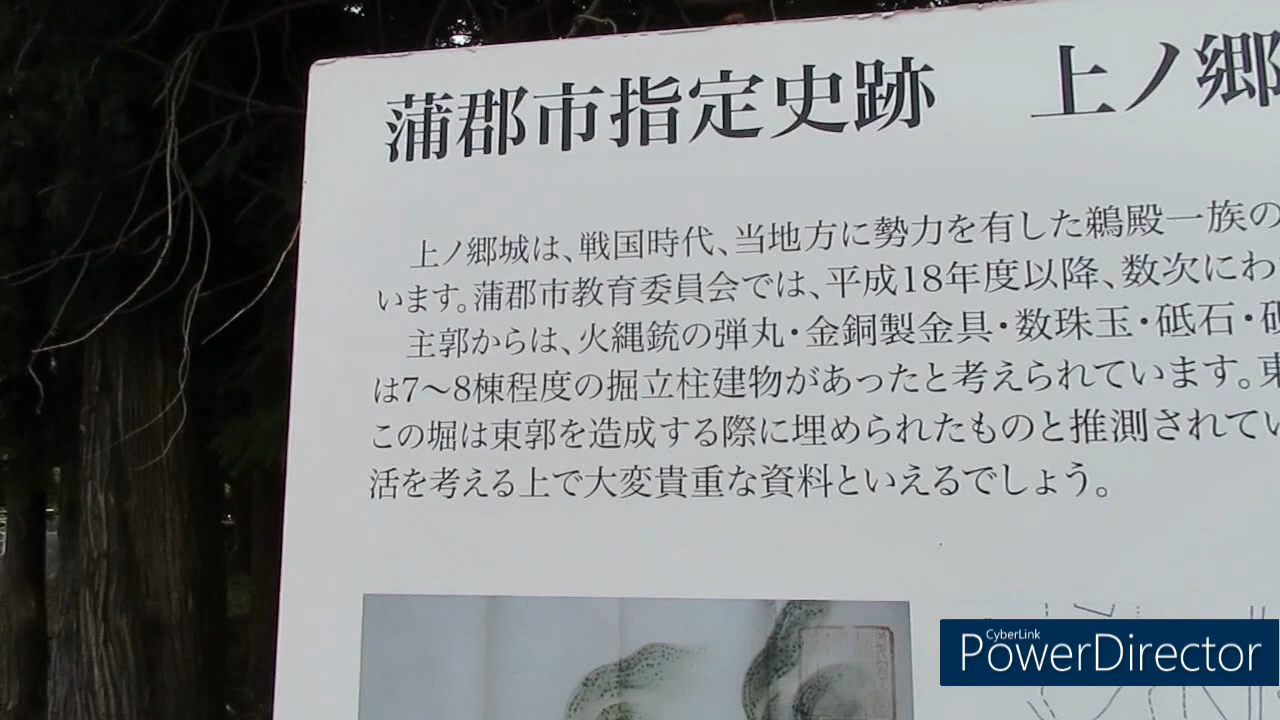 蒲郡市指定史跡　上ノ郷
上ノ郷城は、戦国時代、当地方に勢力を有した鵜殿一族の
います。蒲郡市教育委員会では、平成18年度以降、数次にわ
主郭からは、火縄銃の弾丸・金銅製金具・数珠玉・砥石・
は7〜8棟程度の掘立柱建物があったと考えられています。東
この堀は東郭を造成する際に埋められたものと推測されてい
活を考える上で大変貴重な資料といえるでしょう。
CyberLink
PowerDirector